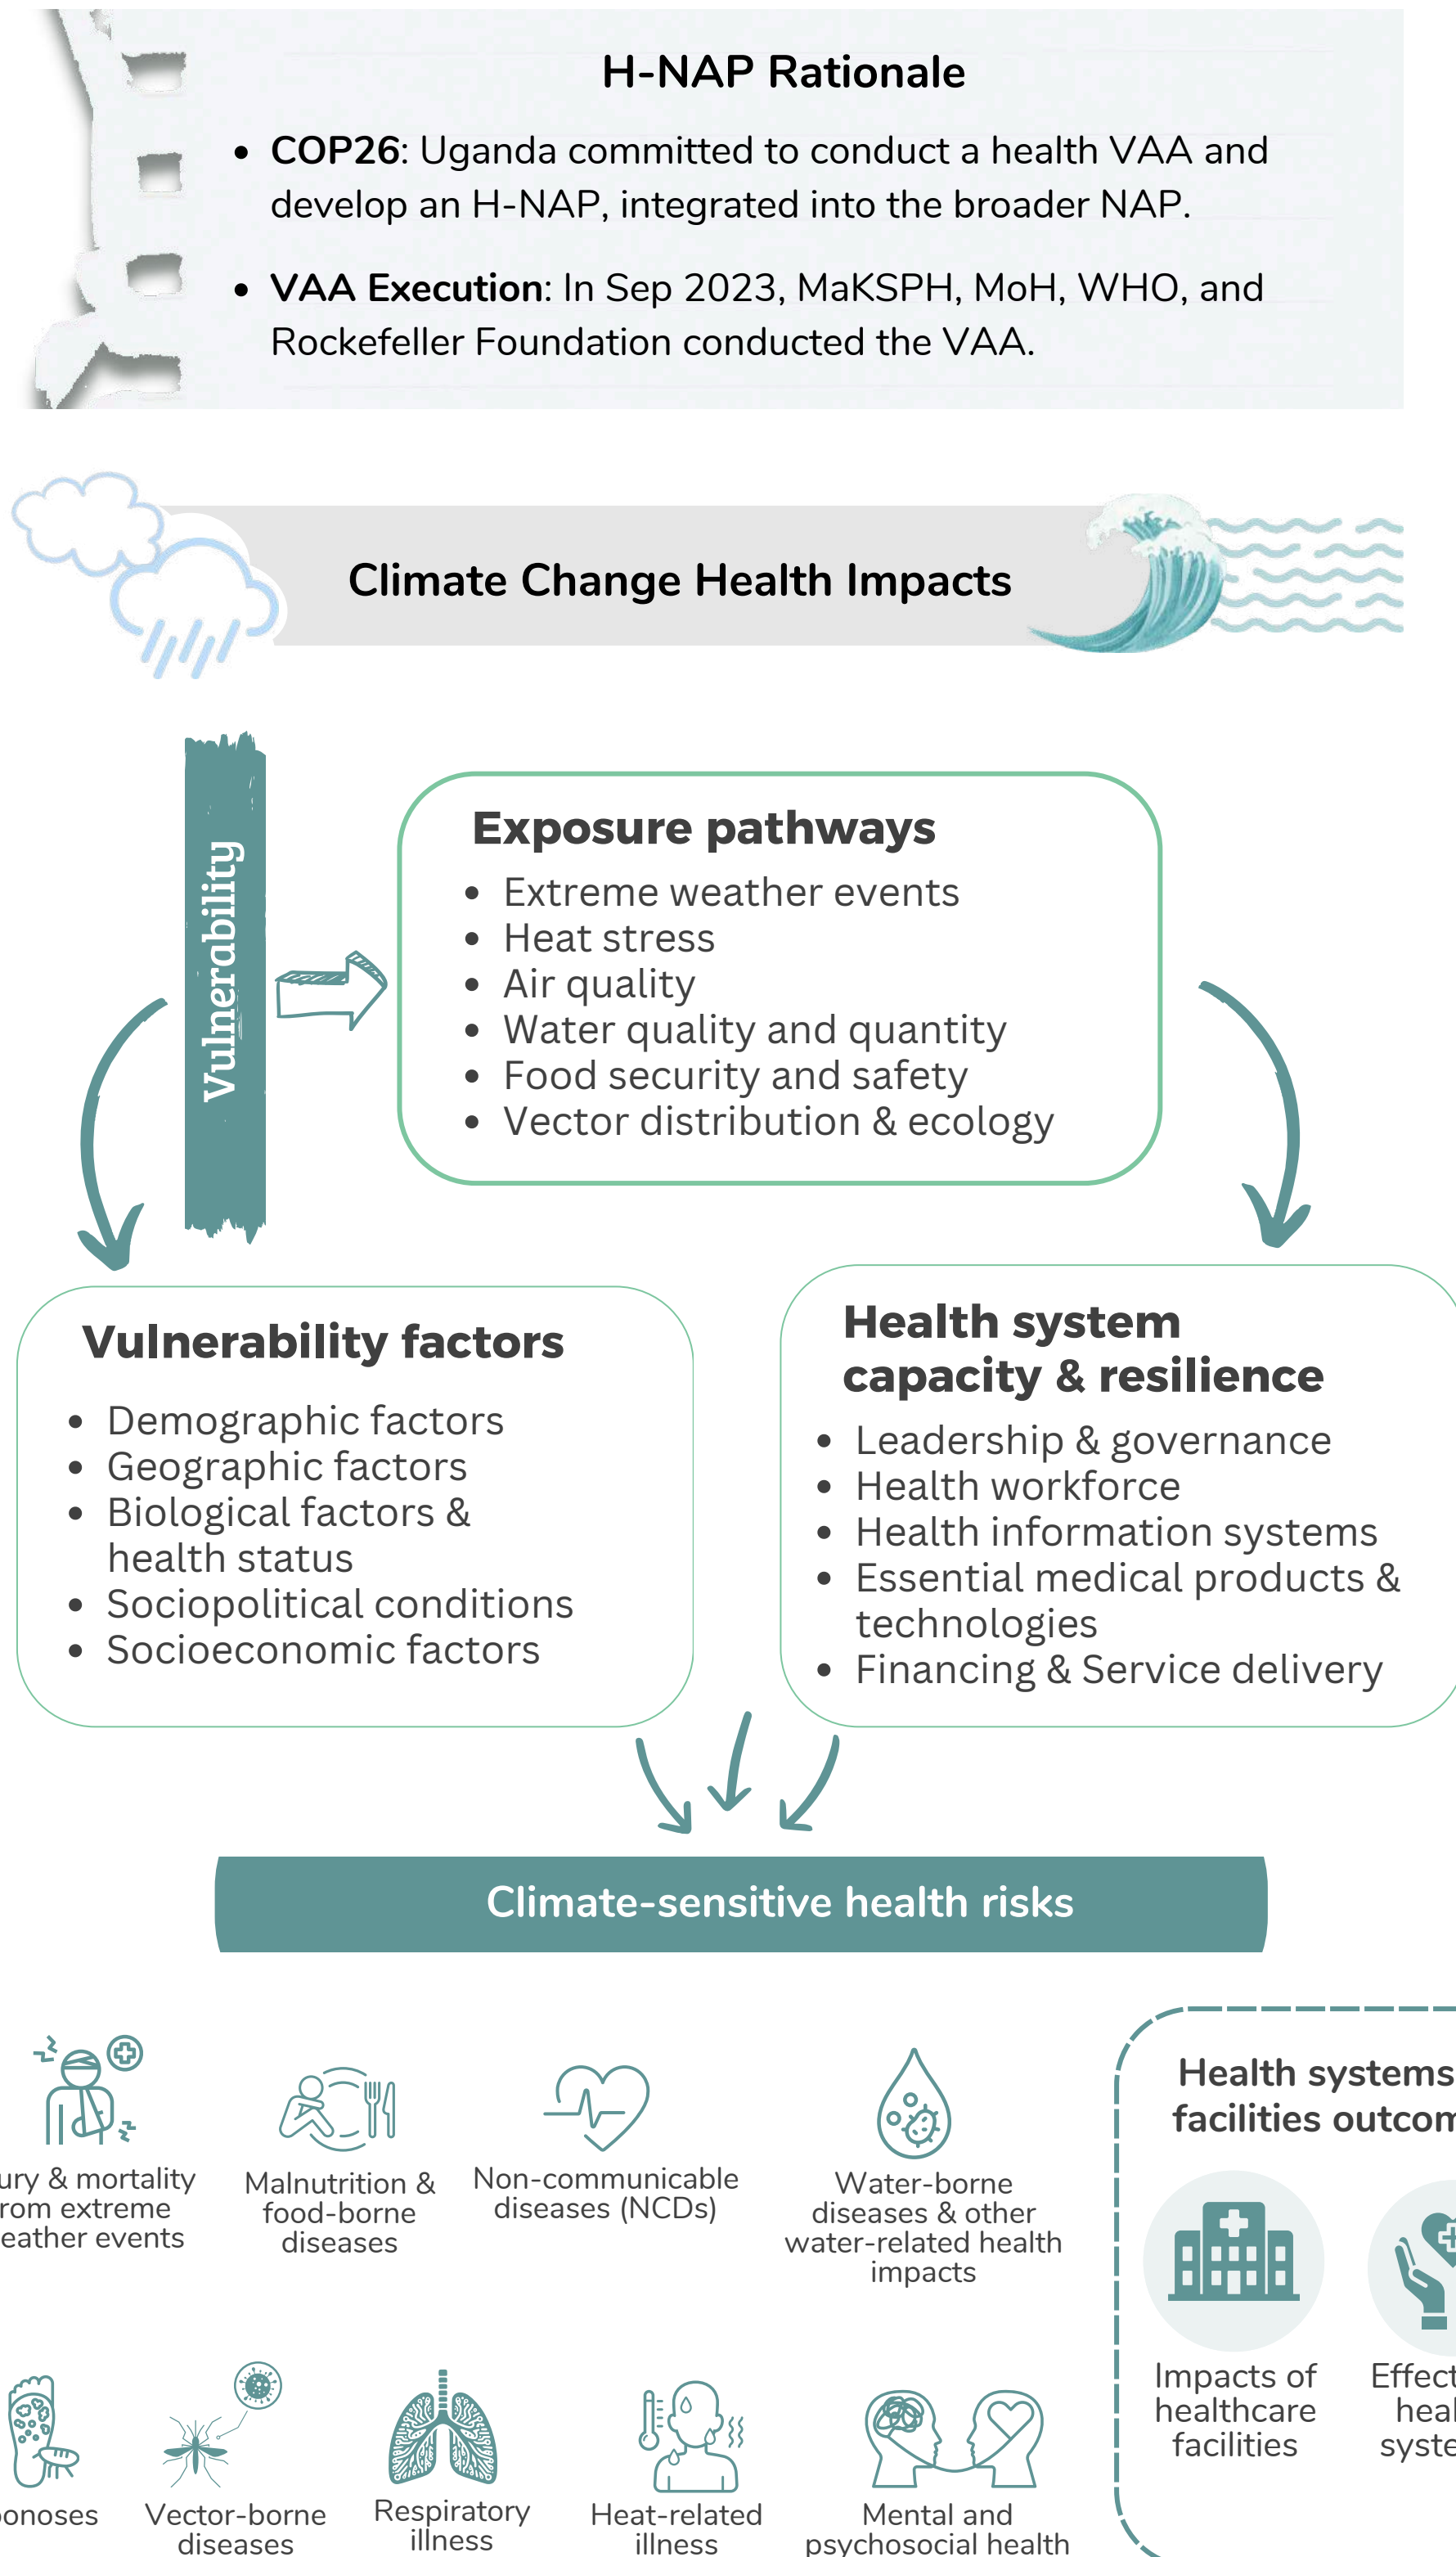 H-NAP Rationale
• COP26: Uganda committed to conduct a health VAA and
develop an H-NAP, integrated into the broader NAP.
• VAA Execution: In Sep 2023, MaKSPH, MoH, WHO, and
Rockefeller Foundation conducted the VAA.
Climate Change Health Impacts
Vulnerability
Exposure pathways
• Extreme weather events
• Heat stress
• Air quality
• Water quality and quantity
• Food security and safety
• Vector distribution & ecology
Vulnerability factors
• Demographic factors
• Geographic factors
• Biological factors &
health status
• Sociopolitical conditions
• Socioeconomic factors
Health system
capacity & resilience
• Leadership & governance
• Health workforce
• Health information systems
• Essential medical products &
technologies
• Financing & Service delivery
Climate-sensitive health risks
& mortality
extreme
events
Malnutrition &
food-borne
diseases
Non-communicable
diseases (NCDs)
Water-borne
diseases & other
water-related health
impacts
Health systems
facilities
Impacts of
healthcare
facilities
Vector-borne
diseases
Respiratory
illness
Heat-related
illness
Mental and
psychosocial health